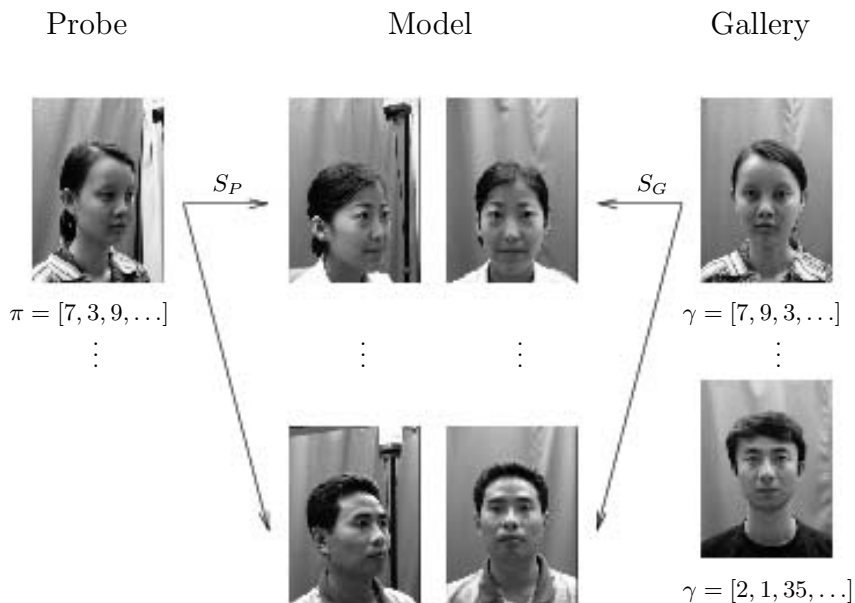 Probe Model Gallery
S_P S_G
π = [7, 3, 9, . . .] γ = [7, 9, 3, . . .]
⋮ ⋮ ⋮ ⋮
γ = [2, 1, 35, . . .]